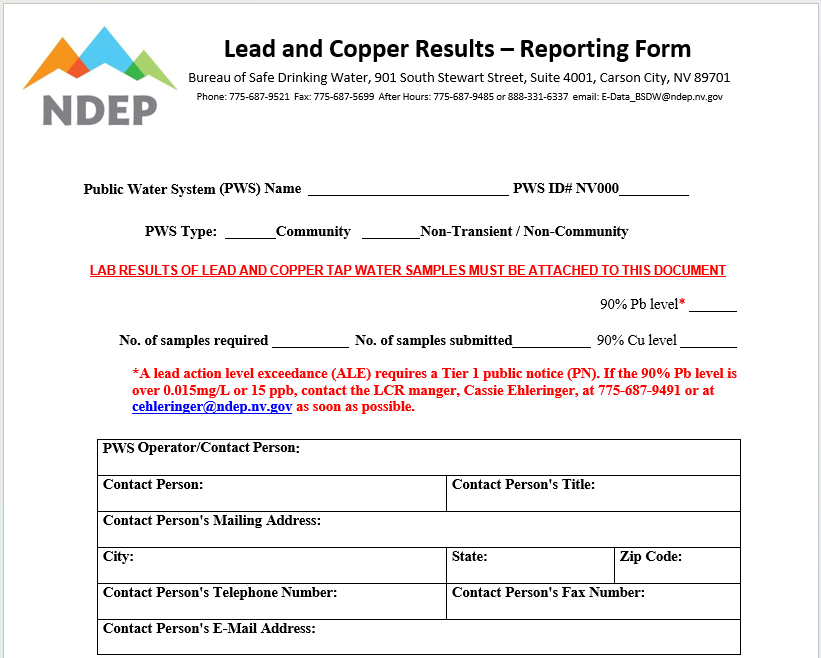 NDEP
Lead and Copper Results – Reporting Form
Bureau of Safe Drinking Water, 901 South Stewart Street, Suite 4001, Carson City, NV 89701
Phone: 775-687-9521 Fax: 775-687-5699 After Hours: 775-687-9485 or 888-331-6337 email: E-Data_BSDW@ndep.nv.gov
Public Water System (PWS) Name ____________________________ PWS ID# NV000__________
PWS Type: _______Community ________Non-Transient / Non-Community
LAB RESULTS OF LEAD AND COPPER TAP WATER SAMPLES MUST BE ATTACHED TO THIS DOCUMENT
90% Pb level* _______
No. of samples required ___________ No. of samples submitted___________ 90% Cu level ________
*A lead action level exceedance (ALE) requires a Tier 1 public notice (PN). If the 90% Pb level is
over 0.015mg/L or 15 ppb, contact the LCR manger, Cassie Ehleringer, at 775-687-9491 or at
cehleringer@ndep.nv.gov as soon as possible.
PWS Operator/Contact Person:
Contact Person: Contact Person's Title:
Contact Person's Mailing Address:
City: State: Zip Code:
Contact Person's Telephone Number: Contact Person's Fax Number:
Contact Person's E-Mail Address: